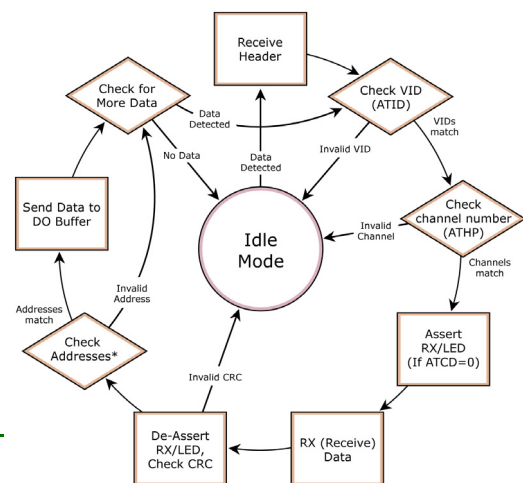 Receive
Header
Check for
More Data
Check VID
(ATID)
Data
Detected
VIDs
match
No Data
Data
Detected
Invalid VID
Send Data to
DO Buffer
Check
channel number
(ATHP)
Idle
Mode
Invalid
Channel
Channels
match
Invalid
Address
Addresses
match
Check
Addresses*
Assert
RX/LED
(If ATCD=0)
Invalid CRC
De-Assert
RX/LED,
Check CRC
RX (Receive)
Data